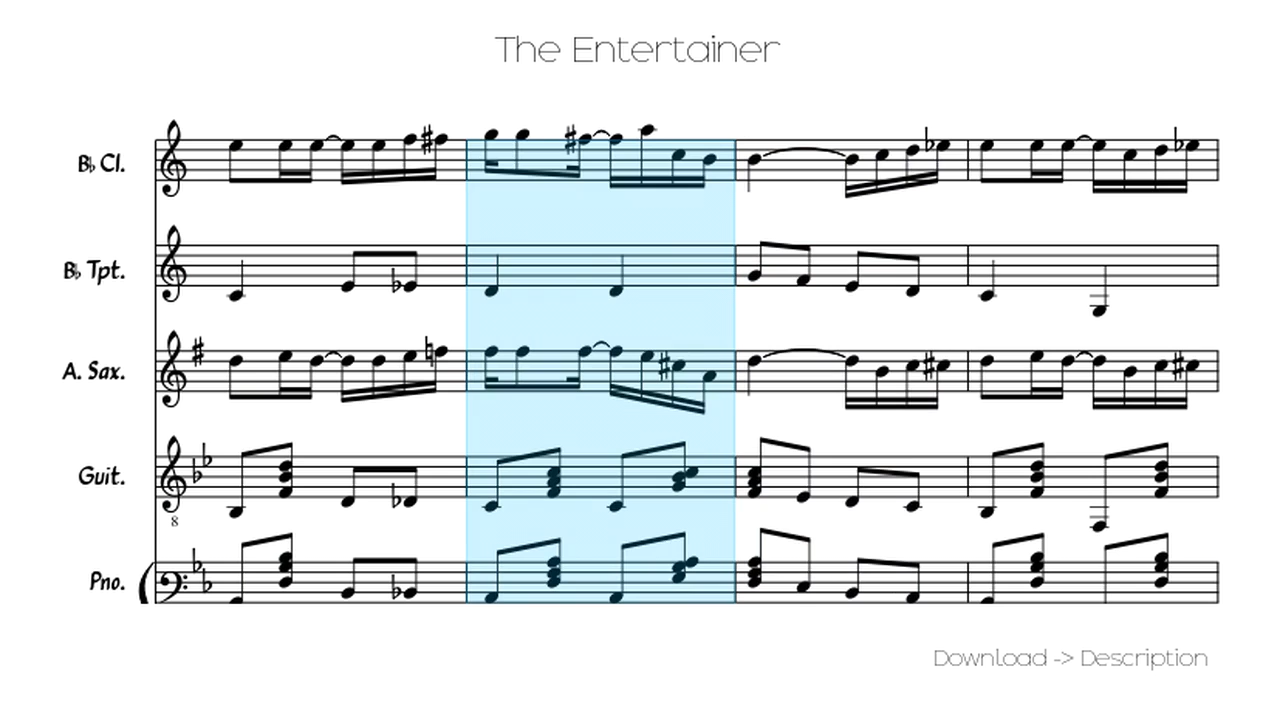 The Entertainer
B♭ Cl.
B♭ Tpt.
A. Sax.
Guit.
8
Pno.
Download -> Description